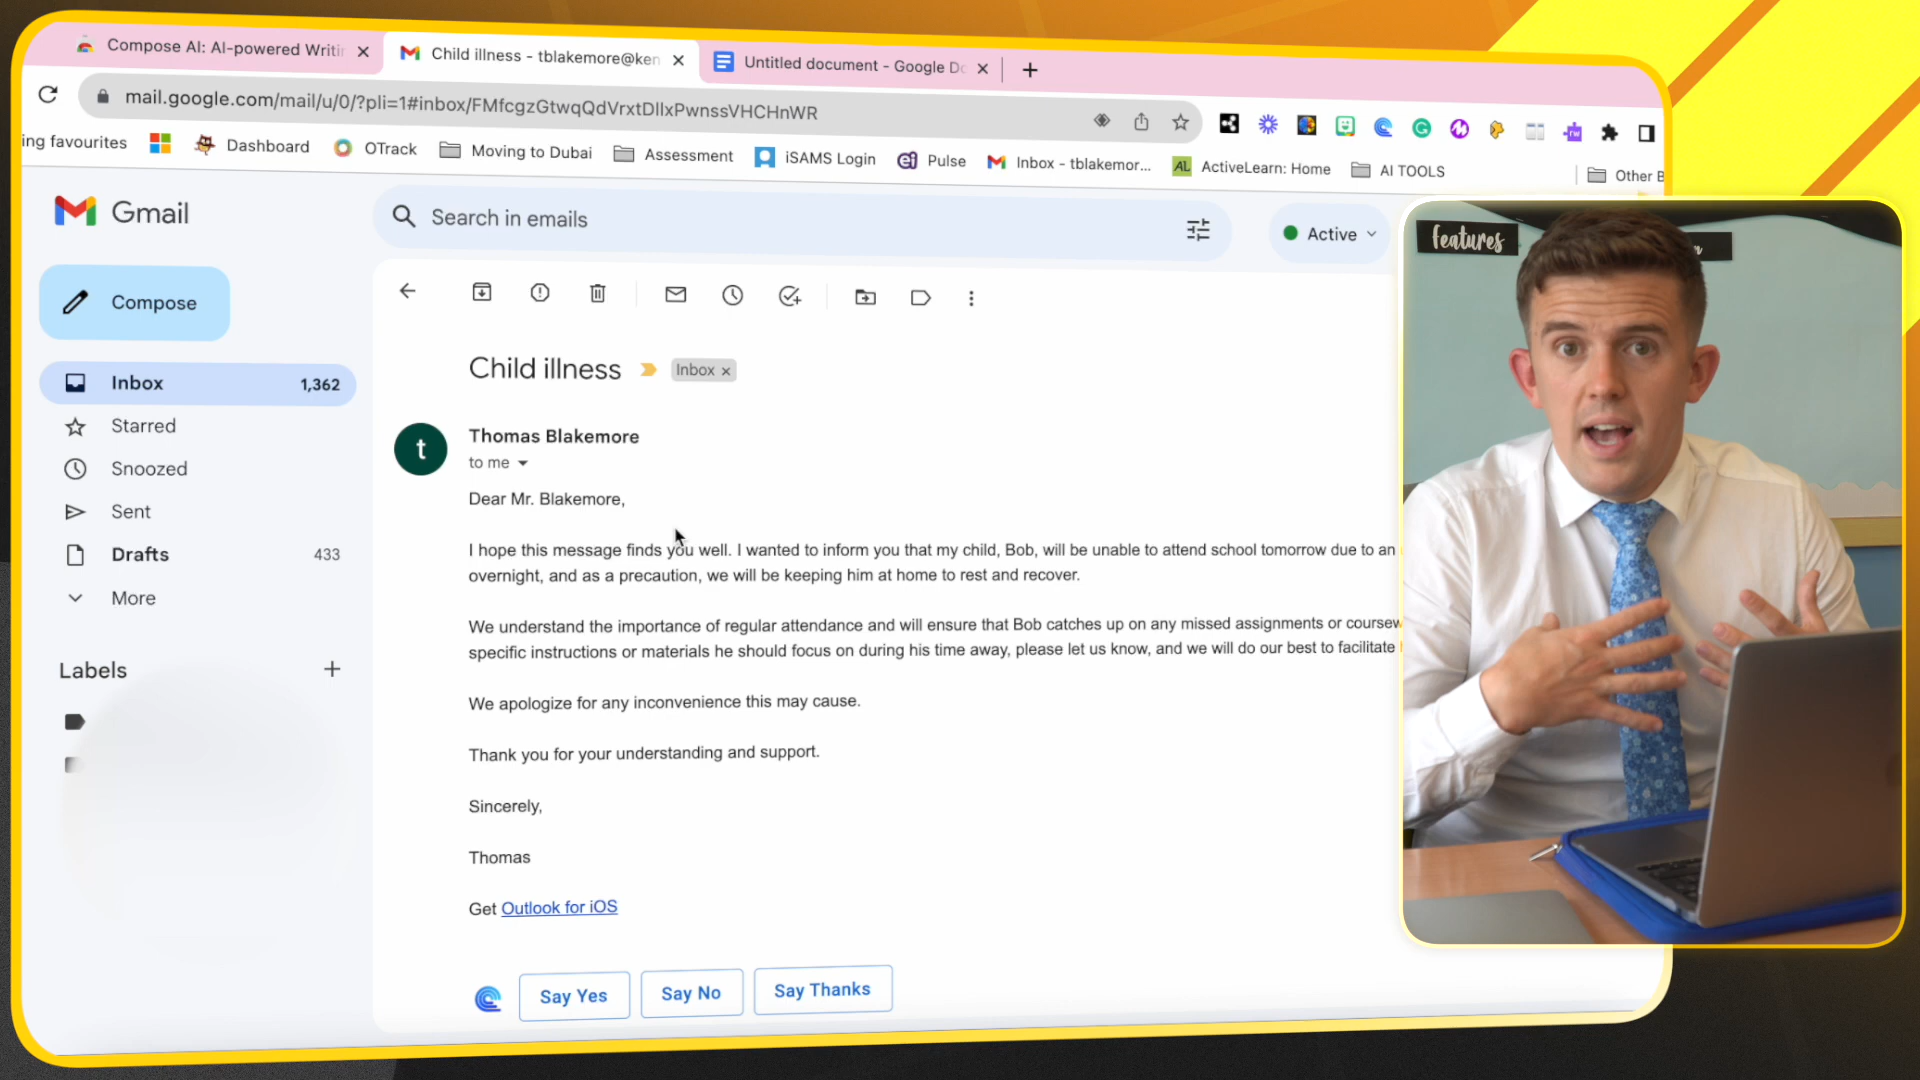 Compose AI: AI-powered Writi
Child illness - tblakemore@ken
Untitled document - Google Do
mail.google.com/mail/u/0/?pli=1#inbox/FMfcgzGtwqQdVrxtDllxPwnssVHCHnWR
ing favourites
Dashboard
OTrack
Moving to Dubai
Assessment
iSAMS Login
Pulse
Inbox - tblakemor...
ActiveLearn: Home
AI TOOLS
Other B
Gmail
Search in emails
Active
features
Compose
Inbox 1,362
Starred
Snoozed
Sent
Drafts 433
More
Labels
Child illness
Inbox x
t
Thomas Blakemore
to me
Dear Mr. Blakemore,
I hope this message finds you well. I wanted to inform you that my child, Bob, will be unable to attend school tomorrow due to an
overnight, and as a precaution, we will be keeping him at home to rest and recover.
We understand the importance of regular attendance and will ensure that Bob catches up on any missed assignments or coursew
specific instructions or materials he should focus on during his time away, please let us know, and we will do our best to facilitate
We apologize for any inconvenience this may cause.
Thank you for your understanding and support.
Sincerely,
Thomas
Get Outlook for iOS
Say Yes
Say No
Say Thanks